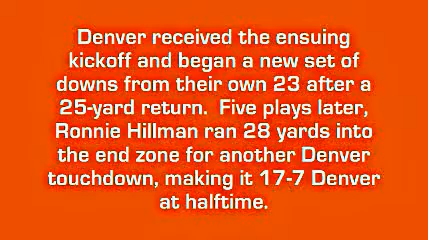 Denver received the ensuing
kickoff and began a new set of
downs from their own 23 after a
25-yard return.  Five plays later,
Ronnie Hillman ran 28 yards into
the end zone for another Denver
touchdown, making it 17-7 Denver
at halftime.